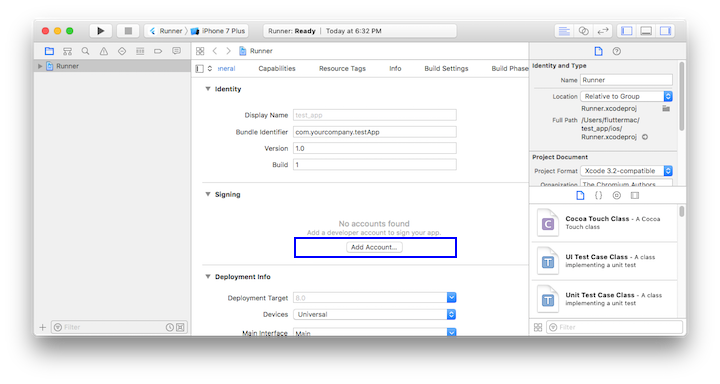 Runner iPhone 7 Plus Runner: Ready Today at 6:32 PM
Runner
Runner
General Capabilities Resource Tags Info Build Settings Build Phase
Identity
Display Name test_app
Bundle Identifier com.yourcompany.testApp
Version 1.0
Build 1
Signing
No accounts found
Add a developer account to sign your app.
Add Account...
Deployment Info
Deployment Target 8.0
Devices Universal
Main Interface Main
Filter
Identity and Type
Name Runner
Location Relative to Group
Runner.xcodeproj
Full Path /Users/fluttermac/
test_app/ios/
Runner.xcodeproj
Project Document
Project Format Xcode 3.2-compatible
Organization The Chromium Authors
C
Cocoa Touch Class - A Cocoa
Touch class
T
UI Test Case Class - A class
implementing a unit test
T
Unit Test Case Class - A class
implementing a unit test
Filter